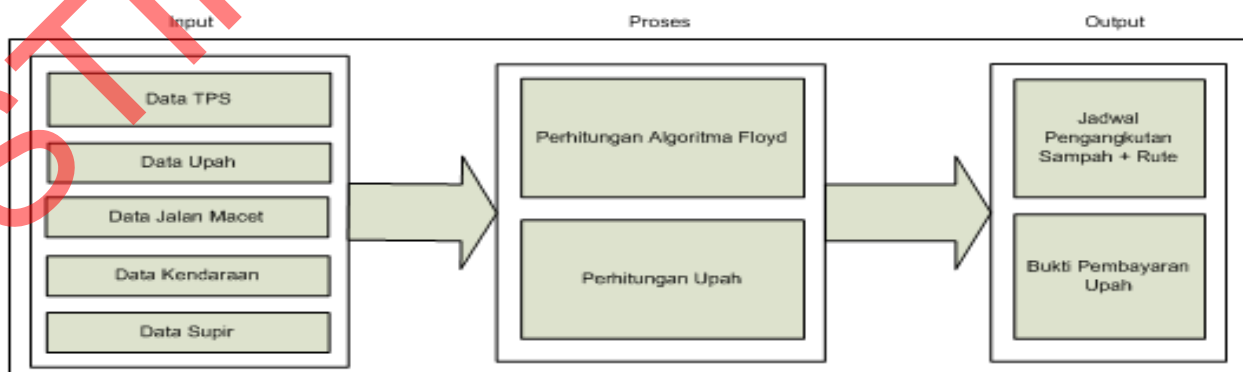 Input
Proses
Output
Data TPS
Data Upah
Data Jalan Macet
Data Kendaraan
Data Supir
Perhitungan Algoritma Floyd
Perhitungan Upah
Jadwal
Pengangkutan
Sampah + Rute
Bukti Pembayaran
Upah